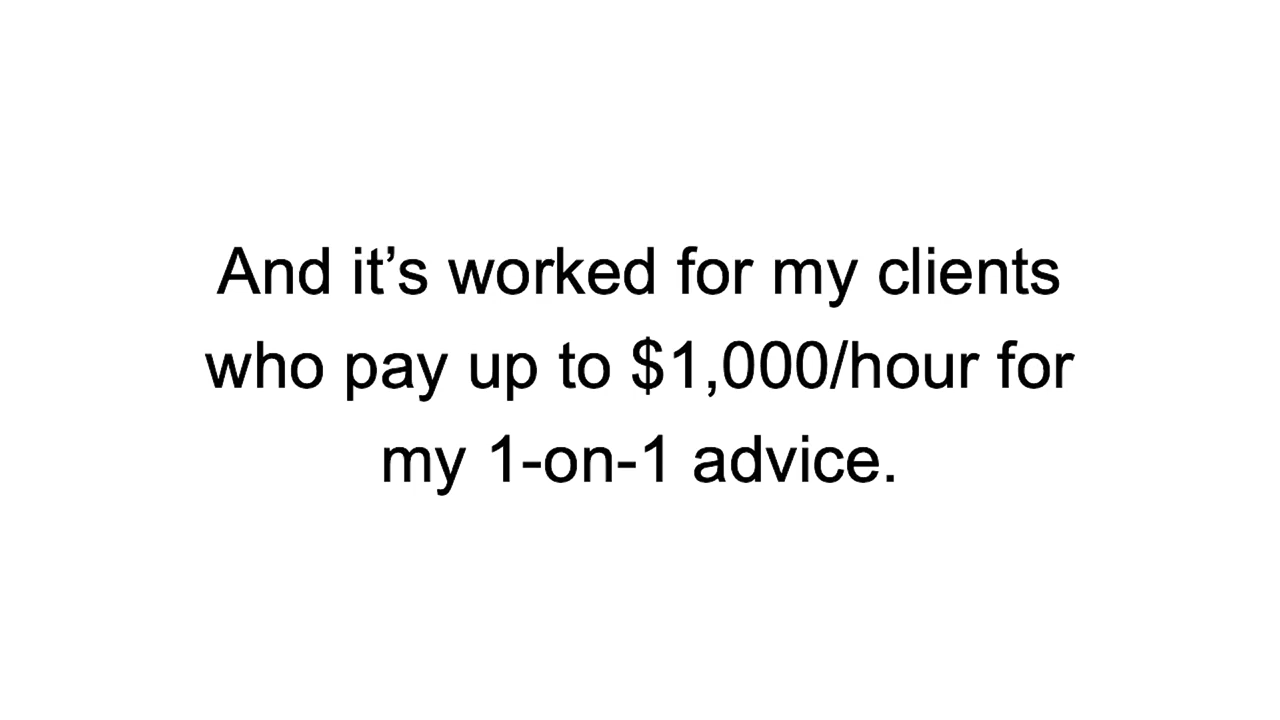 And it’s worked for my clients
who pay up to $1,000/hour for
my 1-on-1 advice.